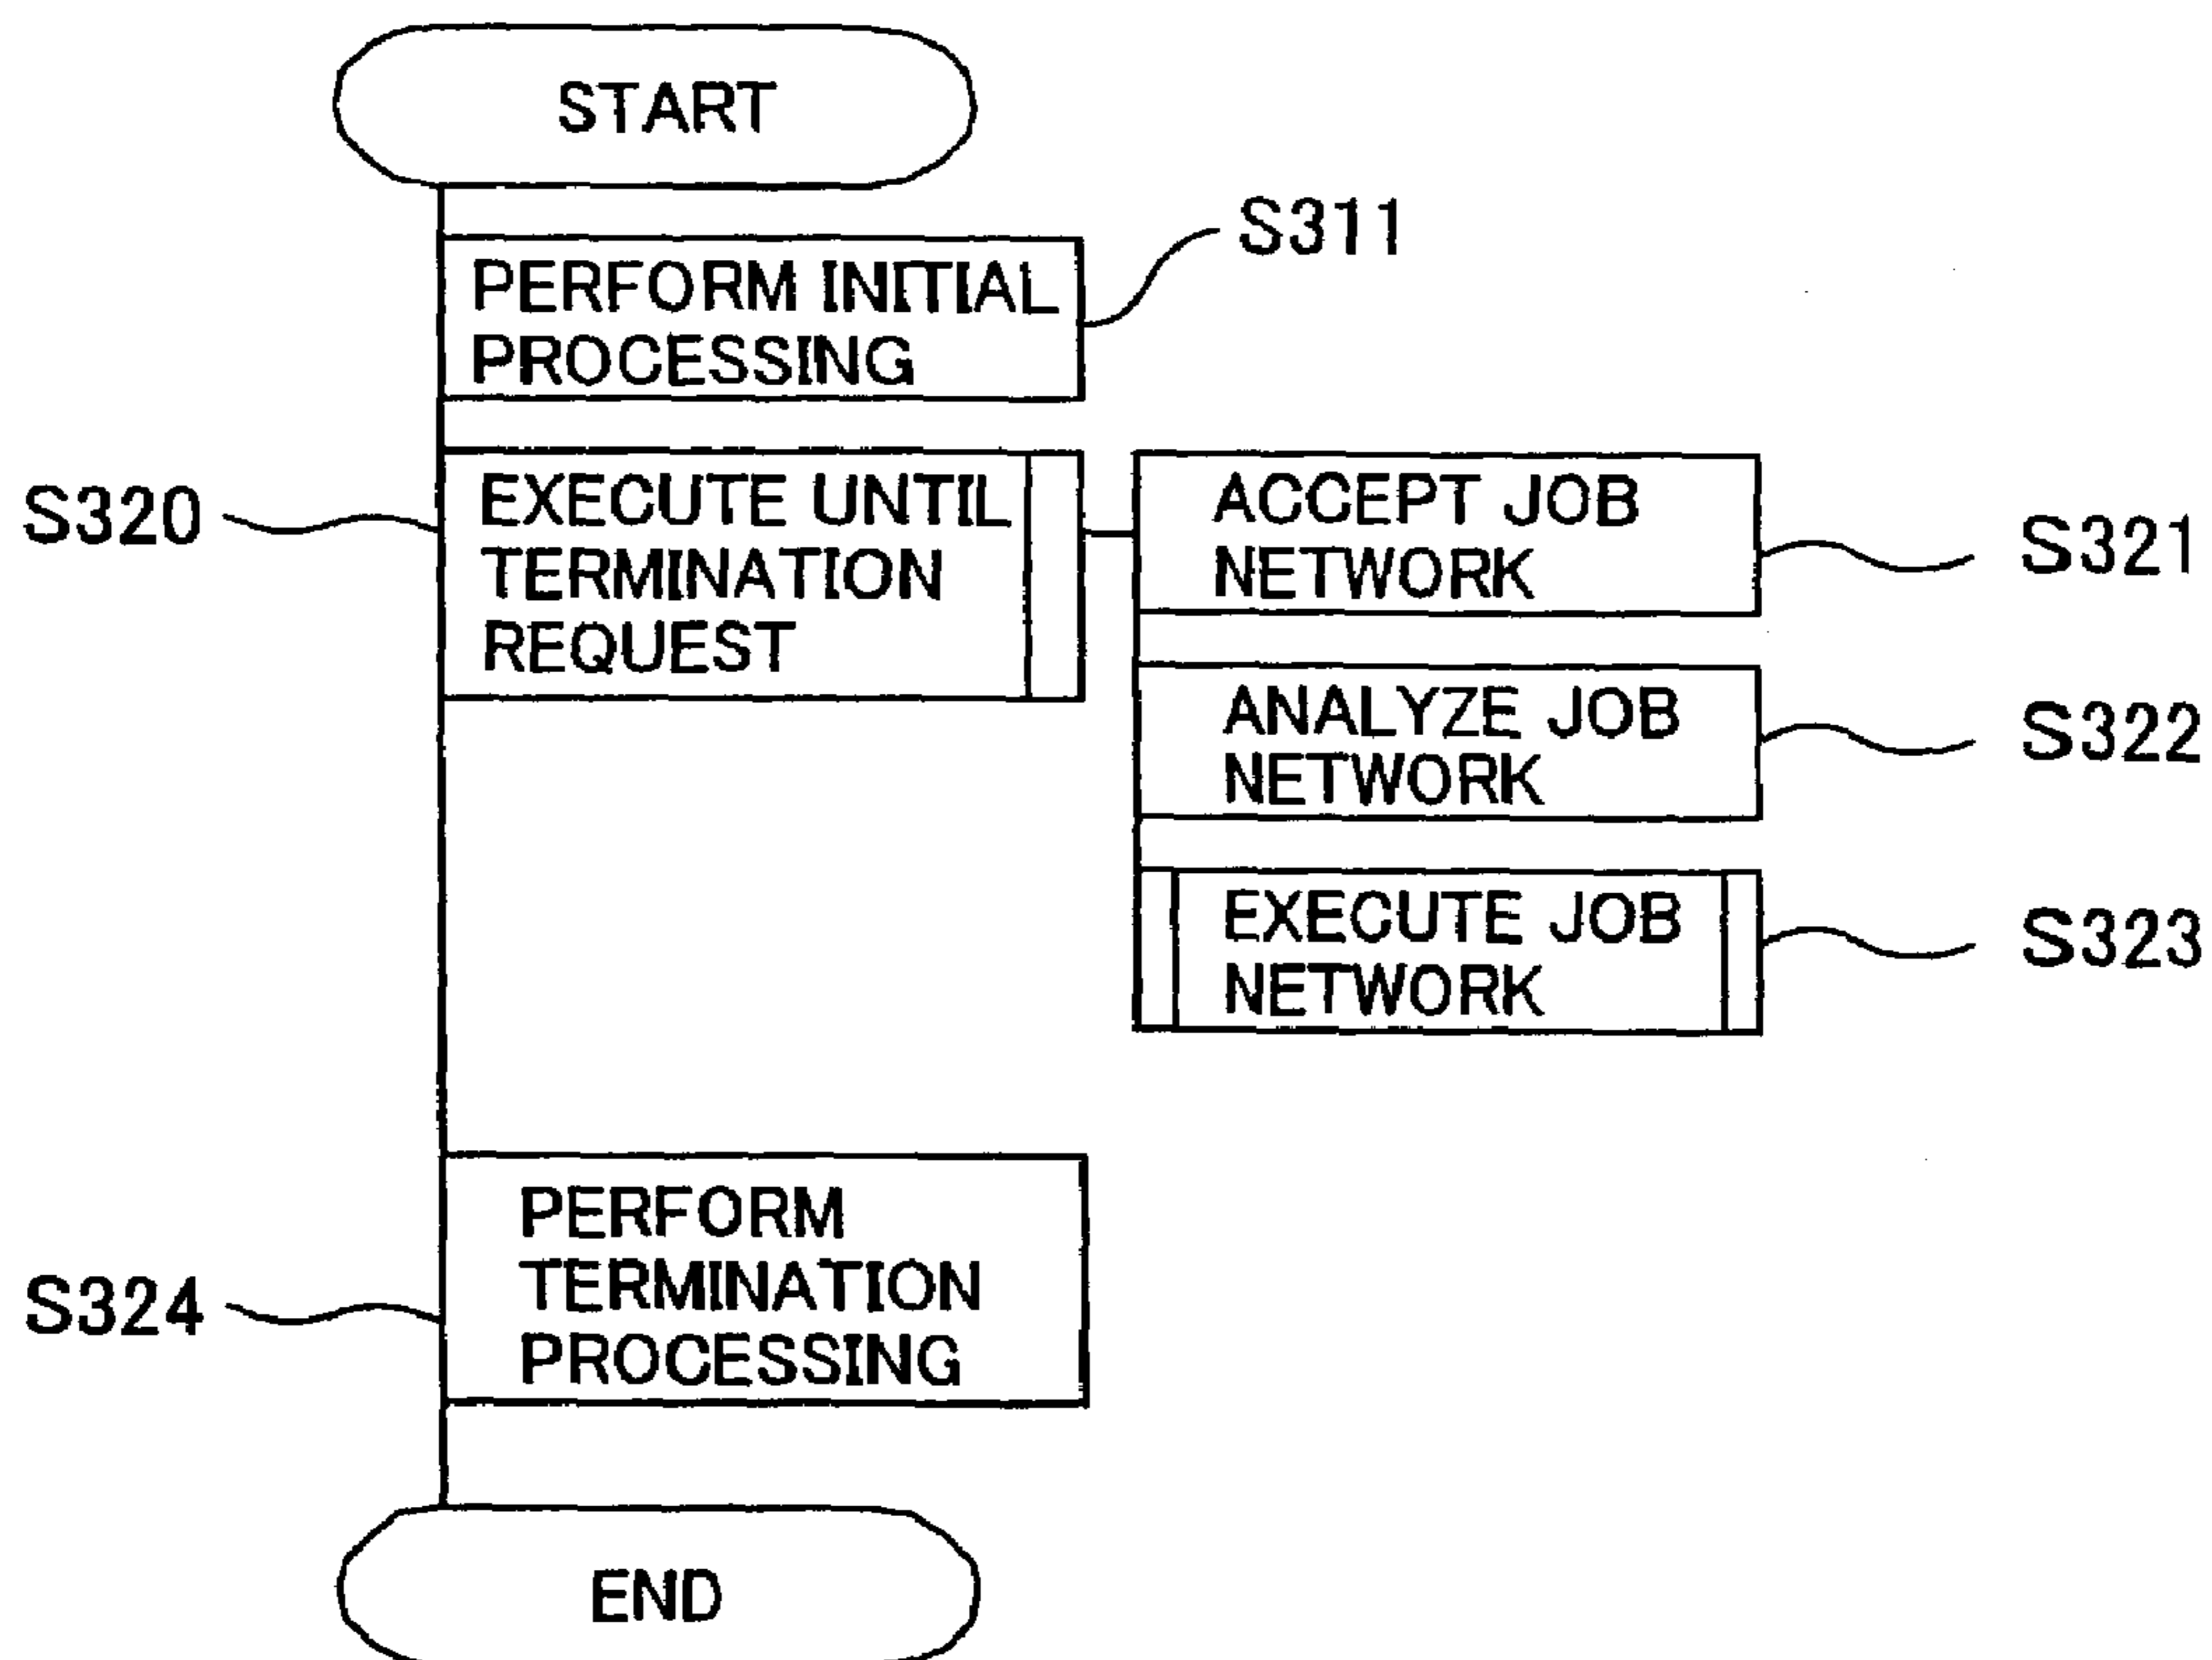 START
S311
PERFORM INITIAL
PROCESSING
S320
EXECUTE UNTIL
TERMINATION
REQUEST
ACCEPT JOB
NETWORK
S321
ANALYZE JOB
NETWORK
S322
EXECUTE JOB
NETWORK
S323
S324
PERFORM
TERMINATION
PROCESSING
END